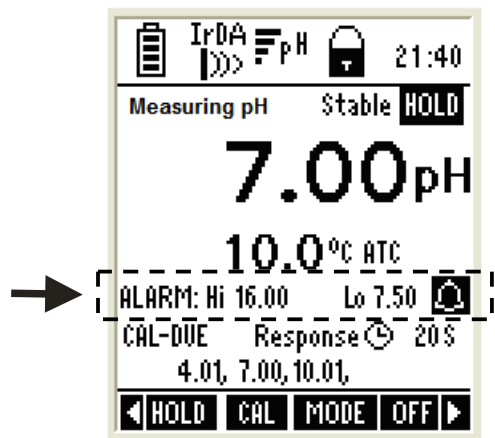 IrDA pH 21:40
Measuring pH Stable HOLD
7.00pH
10.0°C ATC
ALARM: Hi 16.00 Lo 7.50
CAL-DUE Response 20S
4.01, 7.00, 10.01,
HOLD CAL MODE OFF